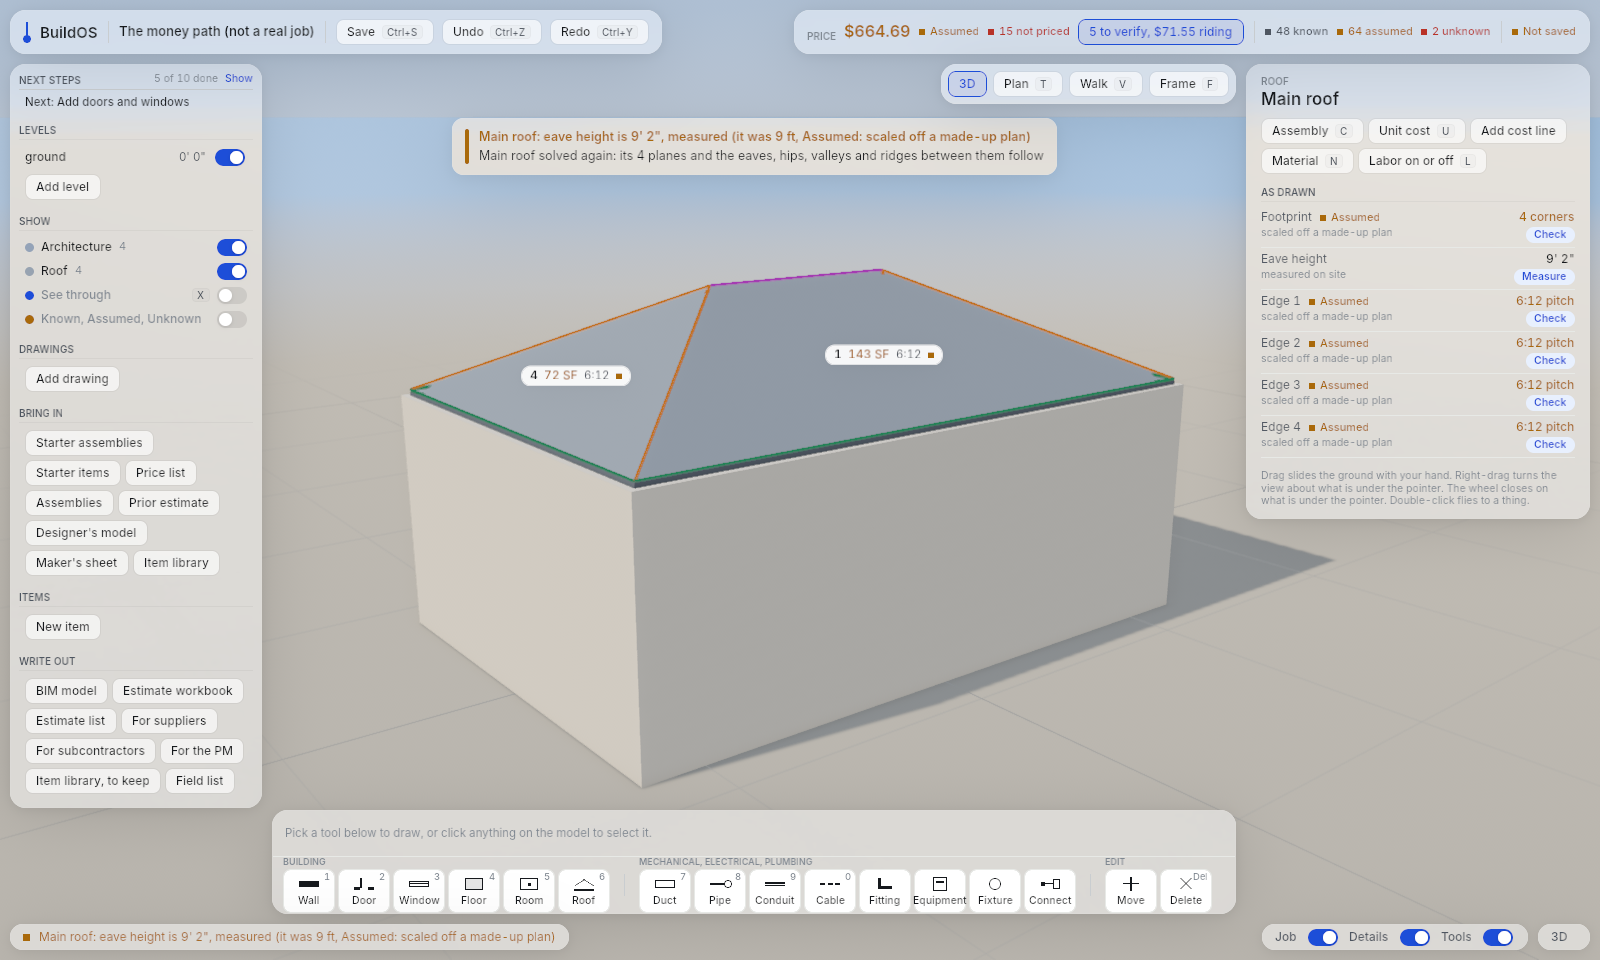 BuildOS
The money path (not a real job)
Save Ctrl+S
Undo Ctrl+Z
Redo Ctrl+Y
PRICE $664.69 Assumed 15 not priced 5 to verify, $71.55 riding 48 known 64 assumed 2 unknown Not saved
NEXT STEPS 5 of 10 done Show
Next: Add doors and windows
LEVELS
ground 0' 0"
Add level
SHOW
Architecture 4
Roof 4
See through X
Known, Assumed, Unknown
DRAWINGS
Add drawing
BRING IN
Starter assemblies
Starter items Price list
Assemblies Prior estimate
Designer's model
Maker's sheet Item library
ITEMS
New item
WRITE OUT
BIM model Estimate workbook
Estimate list For suppliers
For subcontractors For the PM
Item library, to keep Field list
3D Plan T Walk V Frame F
Main roof: eave height is 9' 2", measured (it was 9 ft, Assumed: scaled off a made-up plan)
Main roof solved again: its 4 planes and the eaves, hips, valleys and ridges between them follow
4 72 SF 6:12
1 143 SF 6:12
ROOF
Main roof
Assembly C Unit cost U Add cost line
Material N Labor on or off L
AS DRAWN
Footprint Assumed 4 corners
scaled off a made-up plan Check
Eave height 9' 2"
measured on site Measure
Edge 1 Assumed 6:12 pitch
scaled off a made-up plan Check
Edge 2 Assumed 6:12 pitch
scaled off a made-up plan Check
Edge 3 Assumed 6:12 pitch
scaled off a made-up plan Check
Edge 4 Assumed 6:12 pitch
scaled off a made-up plan Check
Drag slides the ground with your hand. Right-drag turns the
view about what is under the pointer. The wheel closes on
what is under the pointer. Double-click flies to a thing.
Pick a tool below to draw, or click anything on the model to select it.
BUILDING MECHANICAL, ELECTRICAL, PLUMBING EDIT
1 2 3 4 5 6 7 8 9 0 Del
Wall Door Window Floor Room Roof Duct Pipe Conduit Cable Fitting Equipment Fixture Connect Move Delete
Main roof: eave height is 9' 2", measured (it was 9 ft, Assumed: scaled off a made-up plan)
Job Details Tools 3D